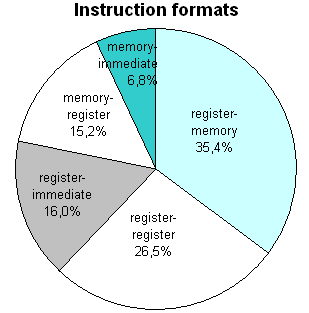 Instruction formats
memory-
immediate
6,8%
register-
memory
35,4%
memory-
register
15,2%
register-
immediate
16,0%
register-
register
26,5%